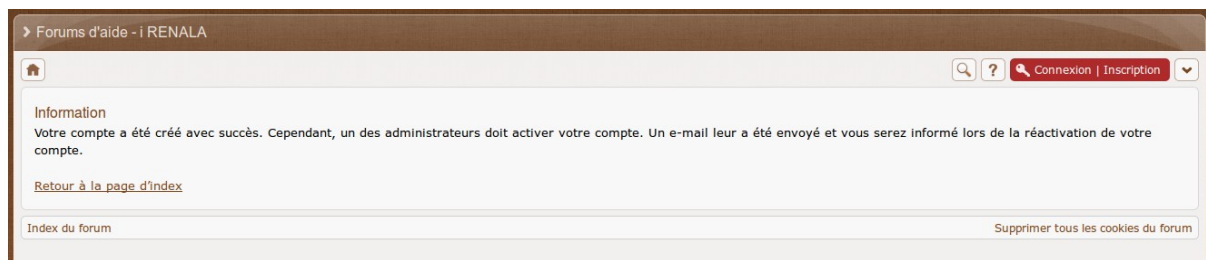 Forums d'aide - i RENALA
? Connexion | Inscription
Information
Votre compte a été créé avec succès. Cependant, un des administrateurs doit activer votre compte. Un e-mail leur a été envoyé et vous serez informé lors de la réactivation de votre
compte.
Retour à la page d’index
Index du forum Supprimer tous les cookies du forum